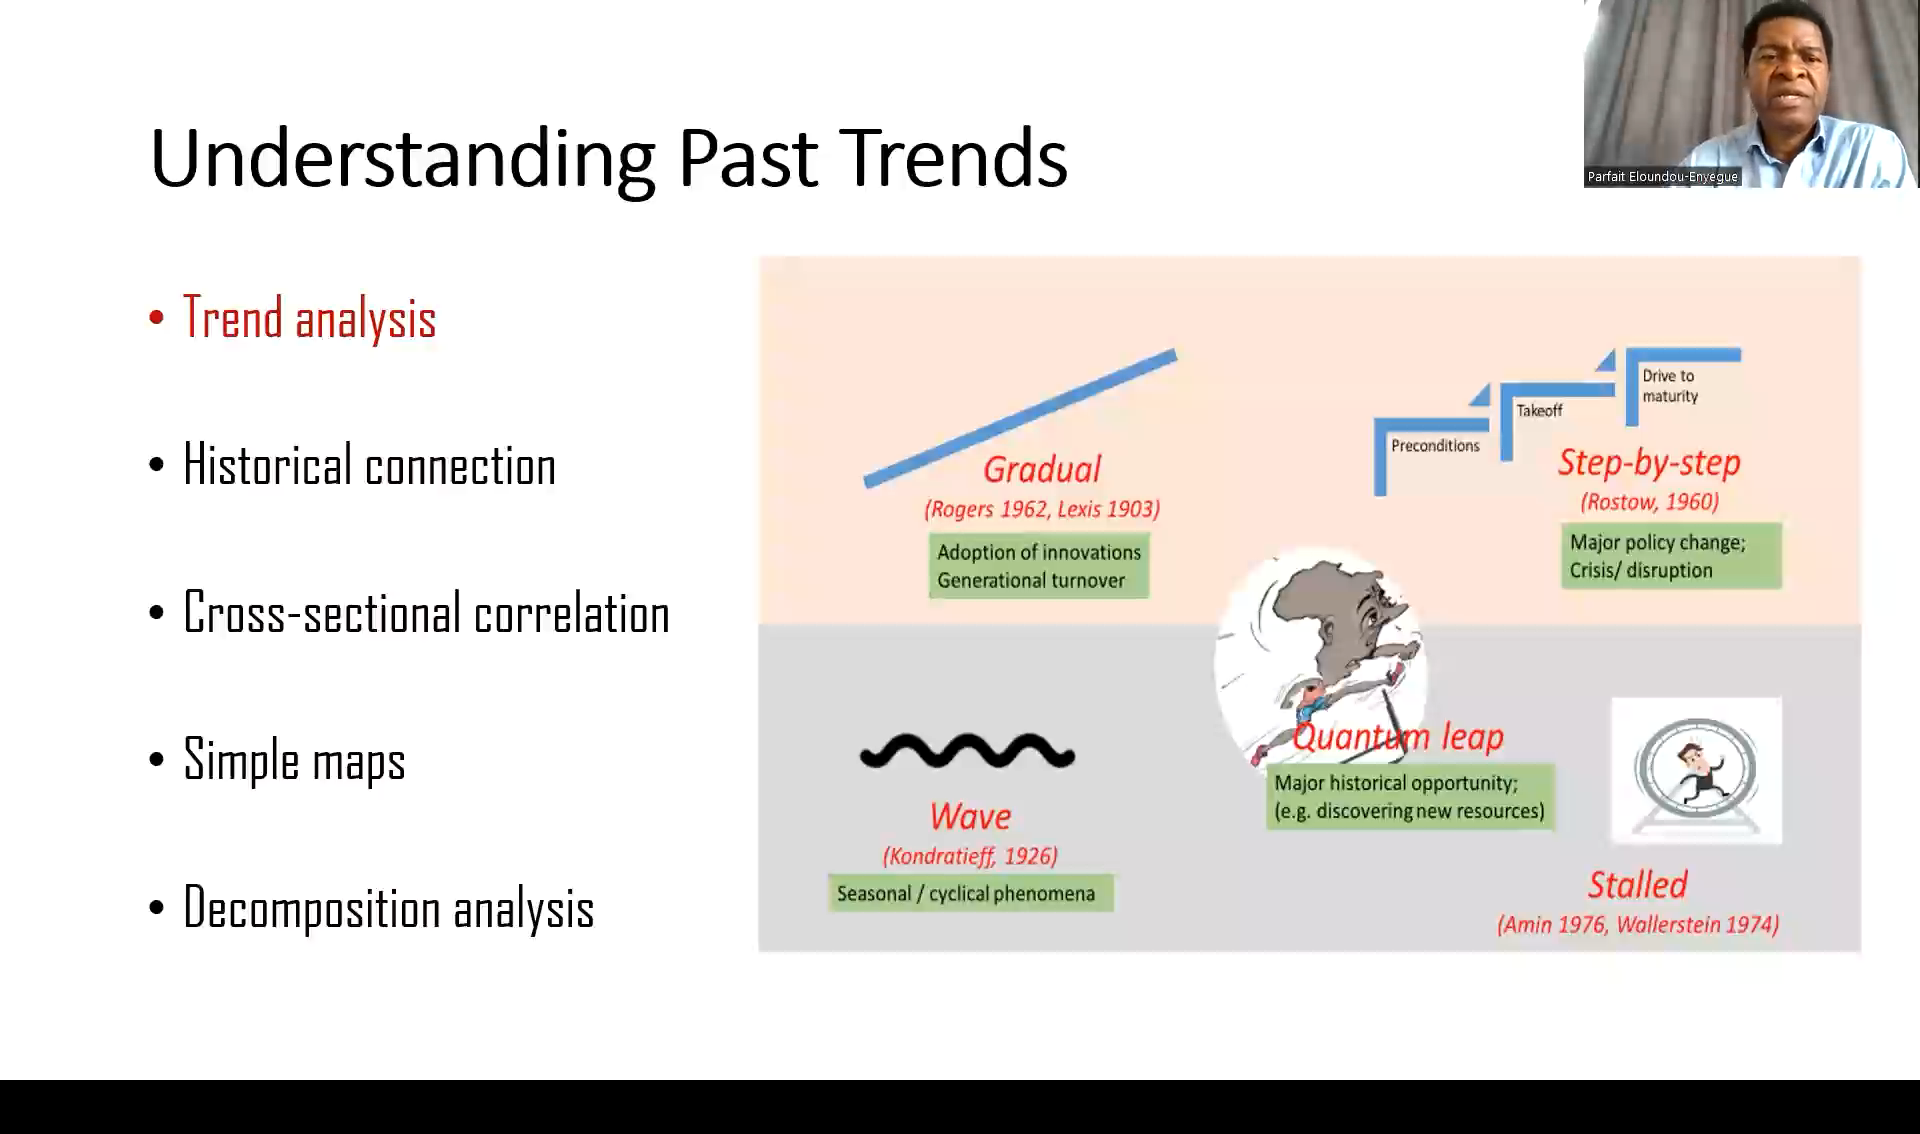 Understanding Past Trends
Parfait Eloundou-Enyegue
• Trend analysis
• Historical connection
• Cross-sectional correlation
• Simple maps
• Decomposition analysis
Gradual
(Rogers 1962, Lexis 1903)
Adoption of innovations
Generational turnover
Preconditions
Takeoff
Drive to
maturity
Step-by-step
(Rostow, 1960)
Major policy change;
Crisis/ disruption
Wave
(Kondratieff, 1926)
Seasonal / cyclical phenomena
Quantum leap
Major historical opportunity;
(e.g. discovering new resources)
Stalled
(Amin 1976, Wallerstein 1974)